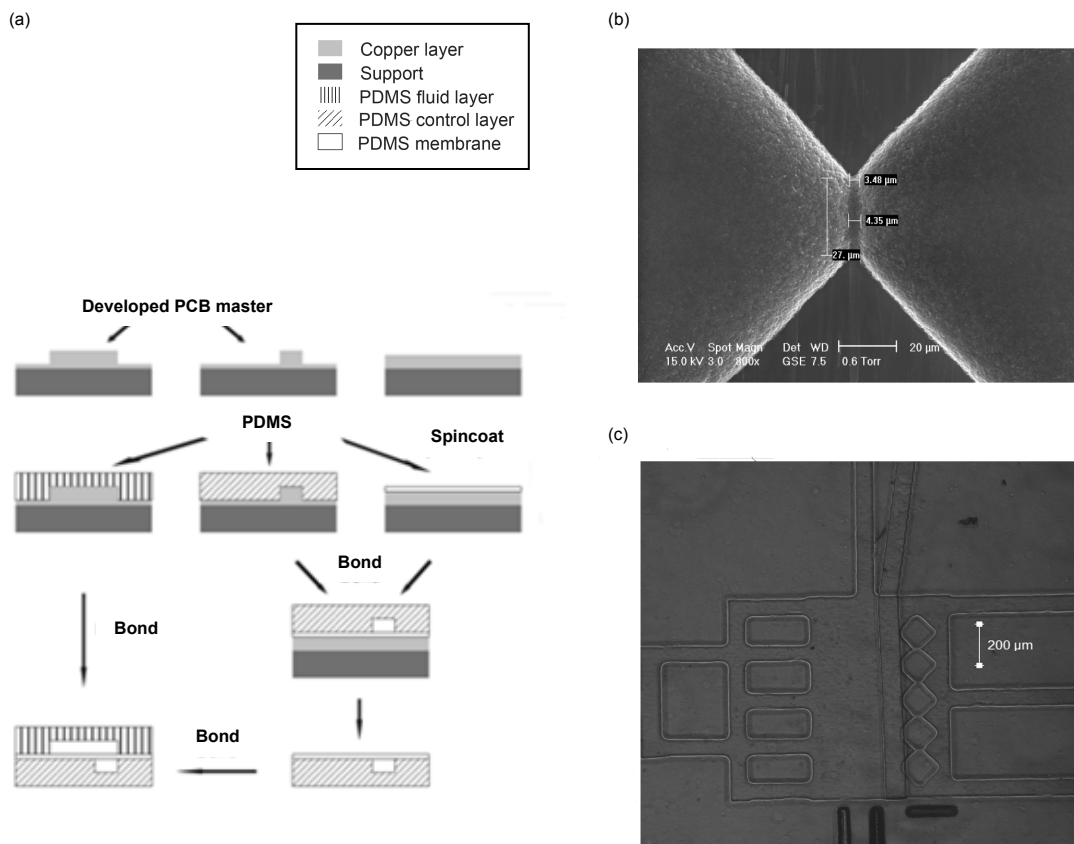 (a)
Copper layer
Support
PDMS fluid layer
PDMS control layer
PDMS membrane
Developed PCB master
PDMS
Spincoat
Bond
Bond
Bond
(b)
3.48 µm
4.35 µm
27. µm
Acc.V Spot Magn Det WD 20 µm
15.0 kV 3.0 800x GSE 7.5 0.6 Torr
(c)
200 µm